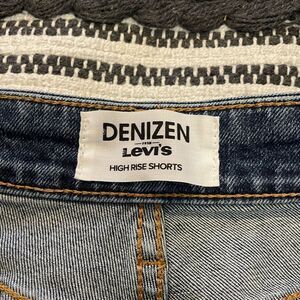 DENIZEN
FROM
Levi's
HIGH RISE SHORTS